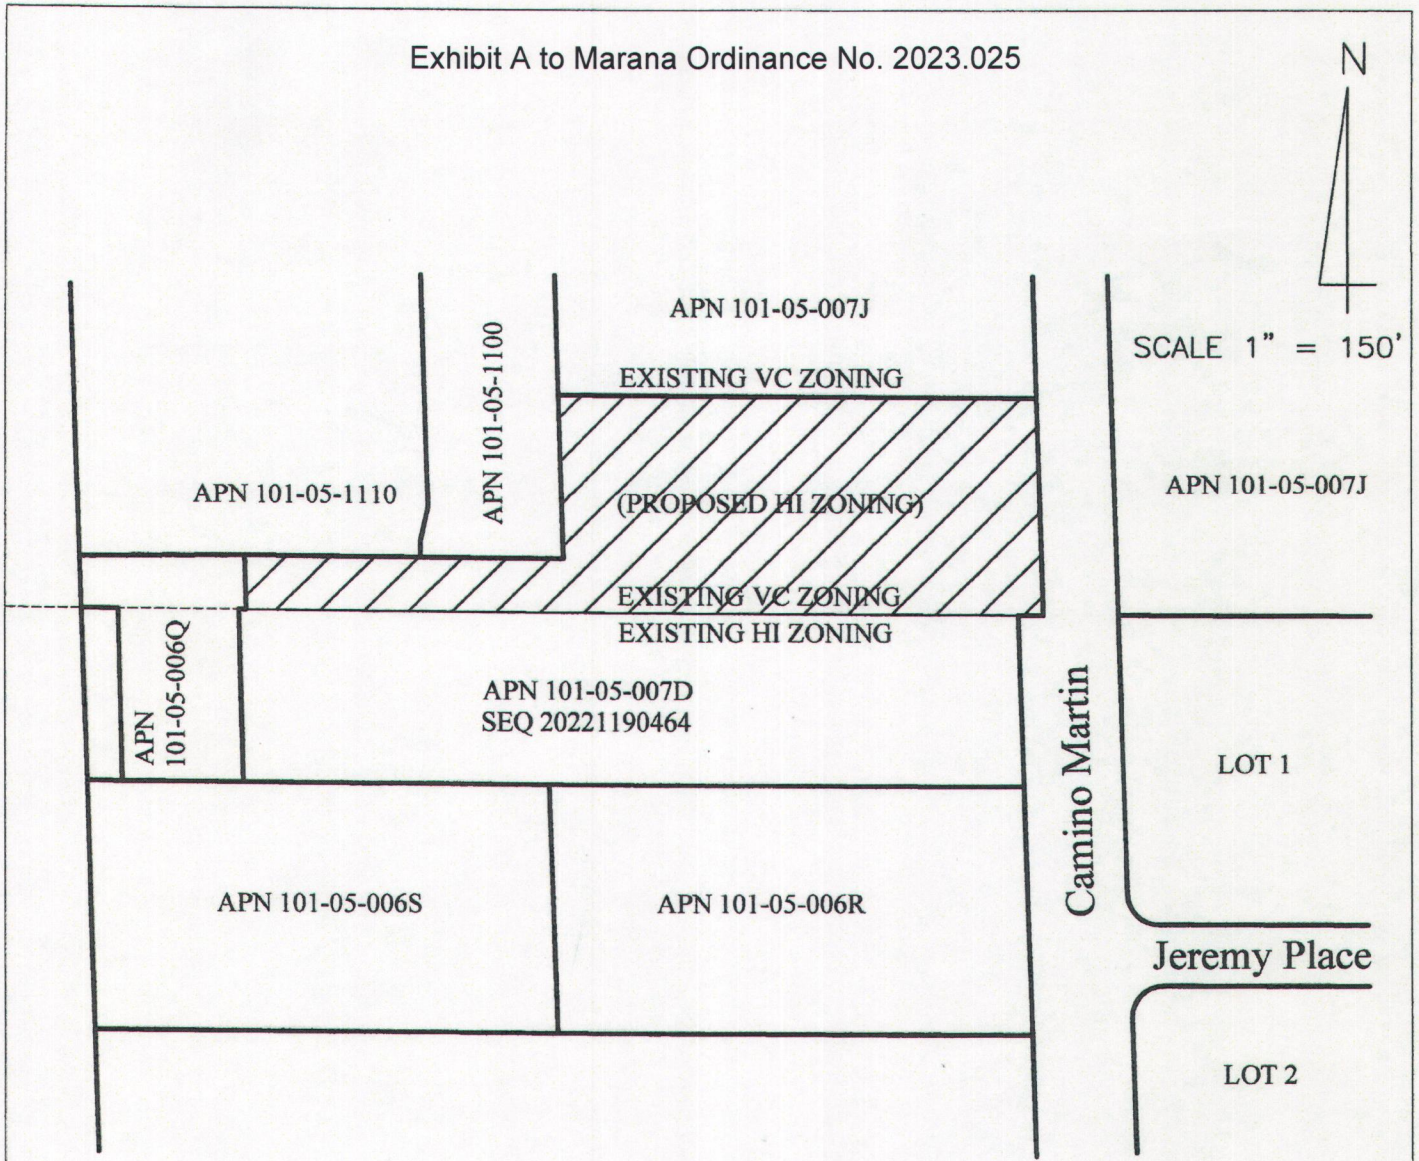 Exhibit A to Marana Ordinance No. 2023.025
N
SCALE 1" = 150'
APN 101-05-007J
EXISTING VC ZONING
APN 101-05-1100
APN 101-05-1110
(PROPOSED HI ZONING)
APN 101-05-007J
EXISTING VC ZONING
EXISTING HI ZONING
APN
101-05-006Q
APN 101-05-007D
SEQ 20221190464
Camino Martin
LOT 1
APN 101-05-006S
APN 101-05-006R
Jeremy Place
LOT 2